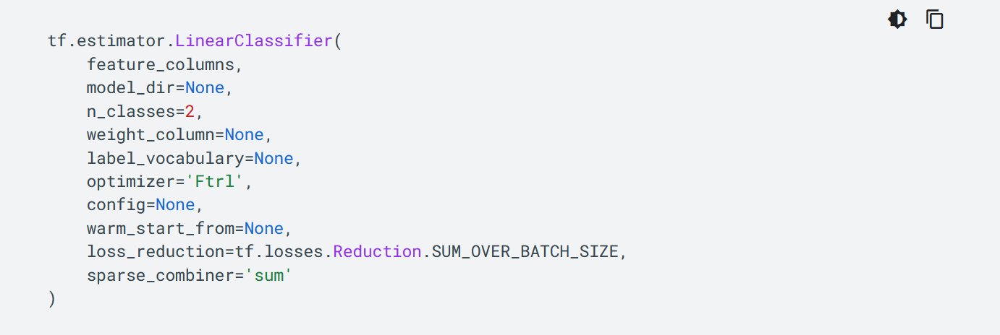 tf.estimator.LinearClassifier(
    feature_columns,
    model_dir=None,
    n_classes=2,
    weight_column=None,
    label_vocabulary=None,
    optimizer='Ftrl',
    config=None,
    warm_start_from=None,
    loss_reduction=tf.losses.Reduction.SUM_OVER_BATCH_SIZE,
    sparse_combiner='sum'
)